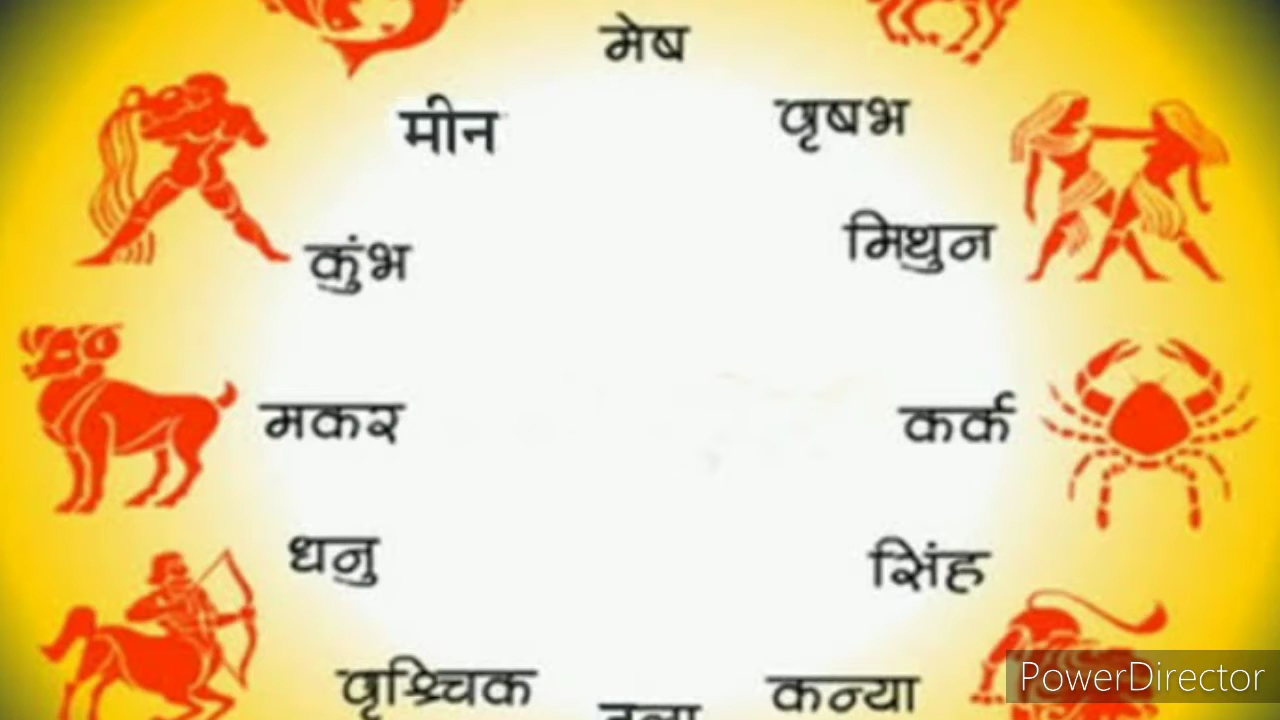 मेष
मीन
वृषभ
कुंभ
मिथुन
मकर
कर्क
धनु
सिंह
वृश्चिक
कन्या
तुला
PowerDirector